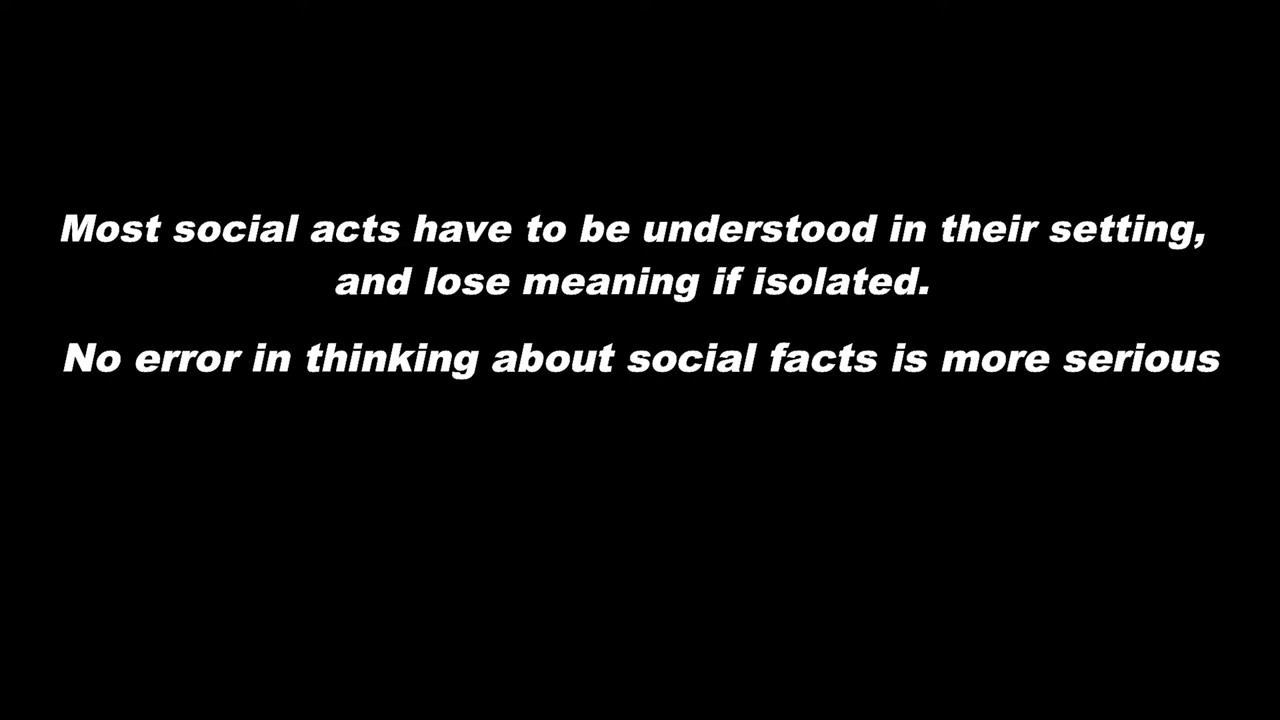 Most social acts have to be understood in their setting,
and lose meaning if isolated.
No error in thinking about social facts is more serious